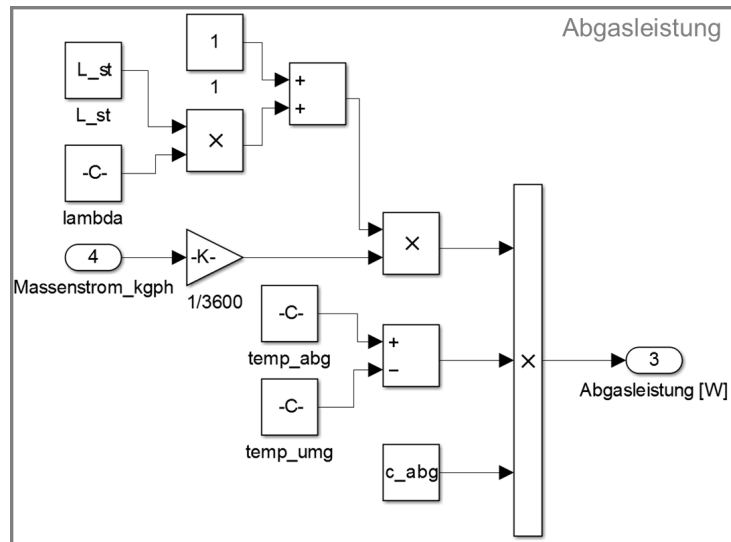 Abgasleistung
1
1
L_st
L_st
+
+
×
-C-
lambda
4
Massenstrom_kgph
-K-
1/3600
×
-C-
temp_abg
+
−
-C-
temp_umg
c_abg
×
3
Abgasleistung [W]